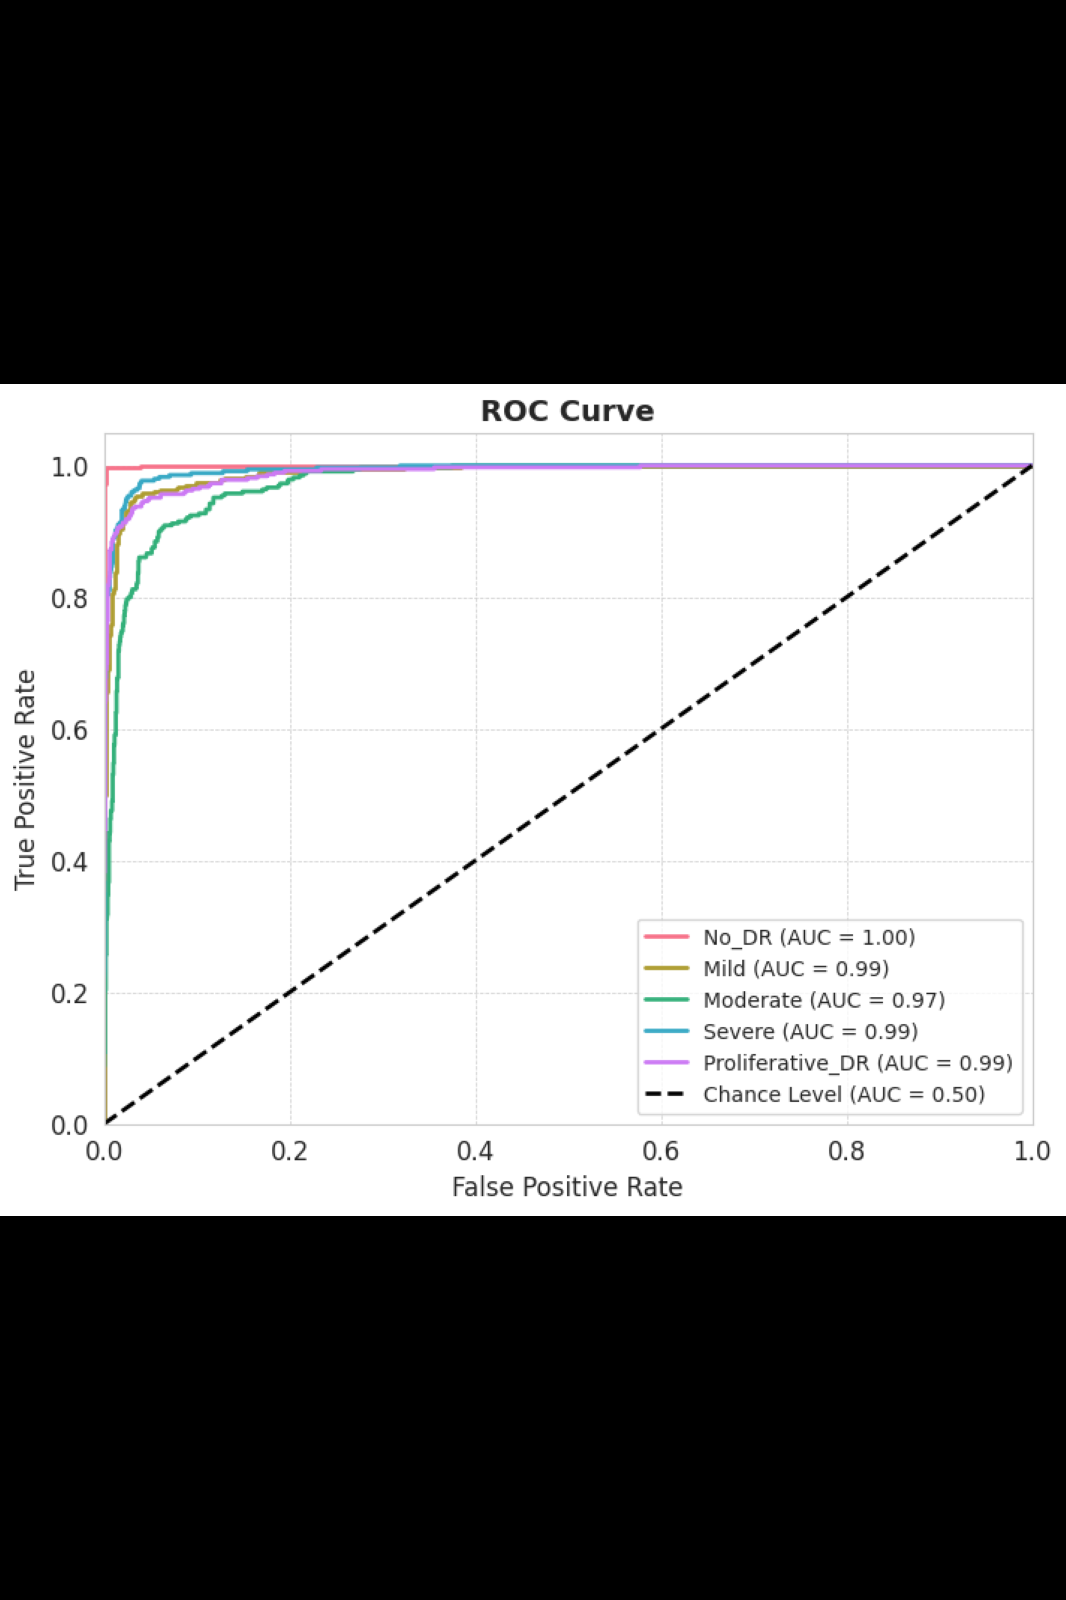 ROC Curve
1.0
0.8
0.6
0.4
0.2
0.0
True Positive Rate
0.0 0.2 0.4 0.6 0.8 1.0
False Positive Rate
No_DR (AUC = 1.00)
Mild (AUC = 0.99)
Moderate (AUC = 0.97)
Severe (AUC = 0.99)
Proliferative_DR (AUC = 0.99)
Chance Level (AUC = 0.50)